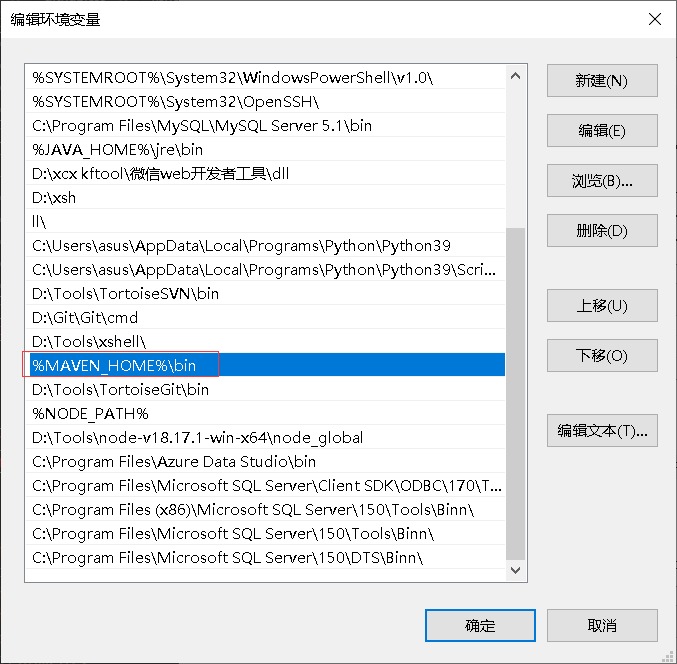 编辑环境变量
%SYSTEMROOT%\System32\WindowsPowerShell\v1.0\
%SYSTEMROOT%\System32\OpenSSH\
C:\Program Files\MySQL\MySQL Server 5.1\bin
%JAVA_HOME%\jre\bin
D:\xcx kftool\微信web开发者工具\dll
D:\xsh
ll\
C:\Users\asus\AppData\Local\Programs\Python\Python39
C:\Users\asus\AppData\Local\Programs\Python\Python39\Scri...
D:\Tools\TortoiseSVN\bin
D:\Git\Git\cmd
D:\Tools\xshell\
%MAVEN_HOME%\bin
D:\Tools\TortoiseGit\bin
%NODE_PATH%
D:\Tools\node-v18.17.1-win-x64\node_global
C:\Program Files\Azure Data Studio\bin
C:\Program Files\Microsoft SQL Server\Client SDK\ODBC\170\T...
C:\Program Files (x86)\Microsoft SQL Server\150\Tools\Binn\
C:\Program Files\Microsoft SQL Server\150\Tools\Binn\
C:\Program Files\Microsoft SQL Server\150\DTS\Binn\
新建(N)
编辑(E)
浏览(B)...
删除(D)
上移(U)
下移(O)
编辑文本(T)...
确定
取消